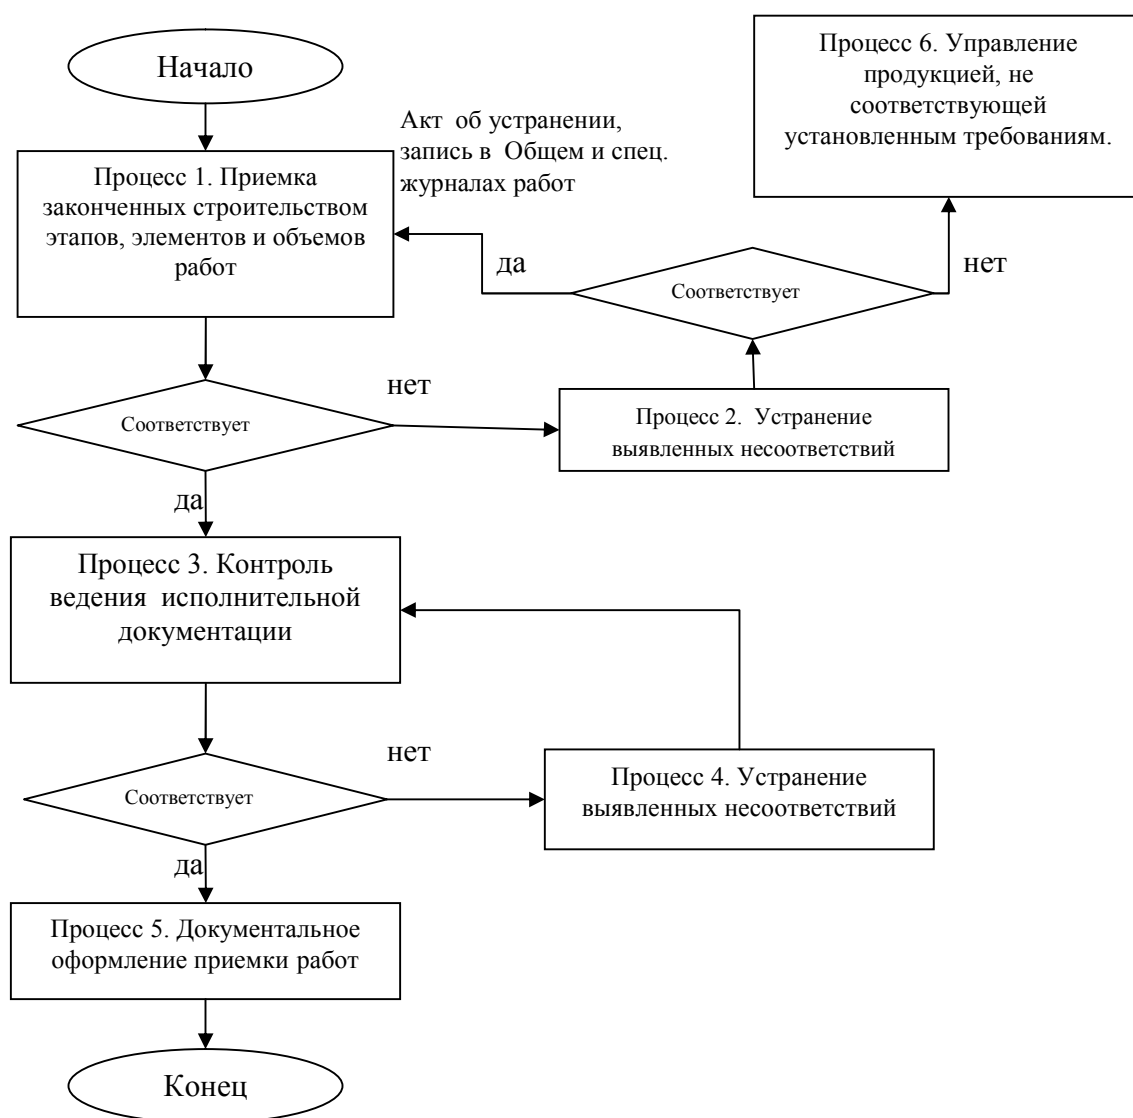 Начало
Процесс 6. Управление
продукцией, не
соответствующей
установленным требованиям.
Акт об устранении,
запись в Общем и спец.
журналах работ
Процесс 1. Приемка
законченных строительством
этапов, элементов и объемов
работ
да
нет
Соответствует
нет
Соответствует
Процесс 2. Устранение
выявленных несоответствий
да
Процесс 3. Контроль
ведения исполнительной
документации
нет
Соответствует
Процесс 4. Устранение
выявленных несоответствий
да
Процесс 5. Документальное
оформление приемки работ
Конец